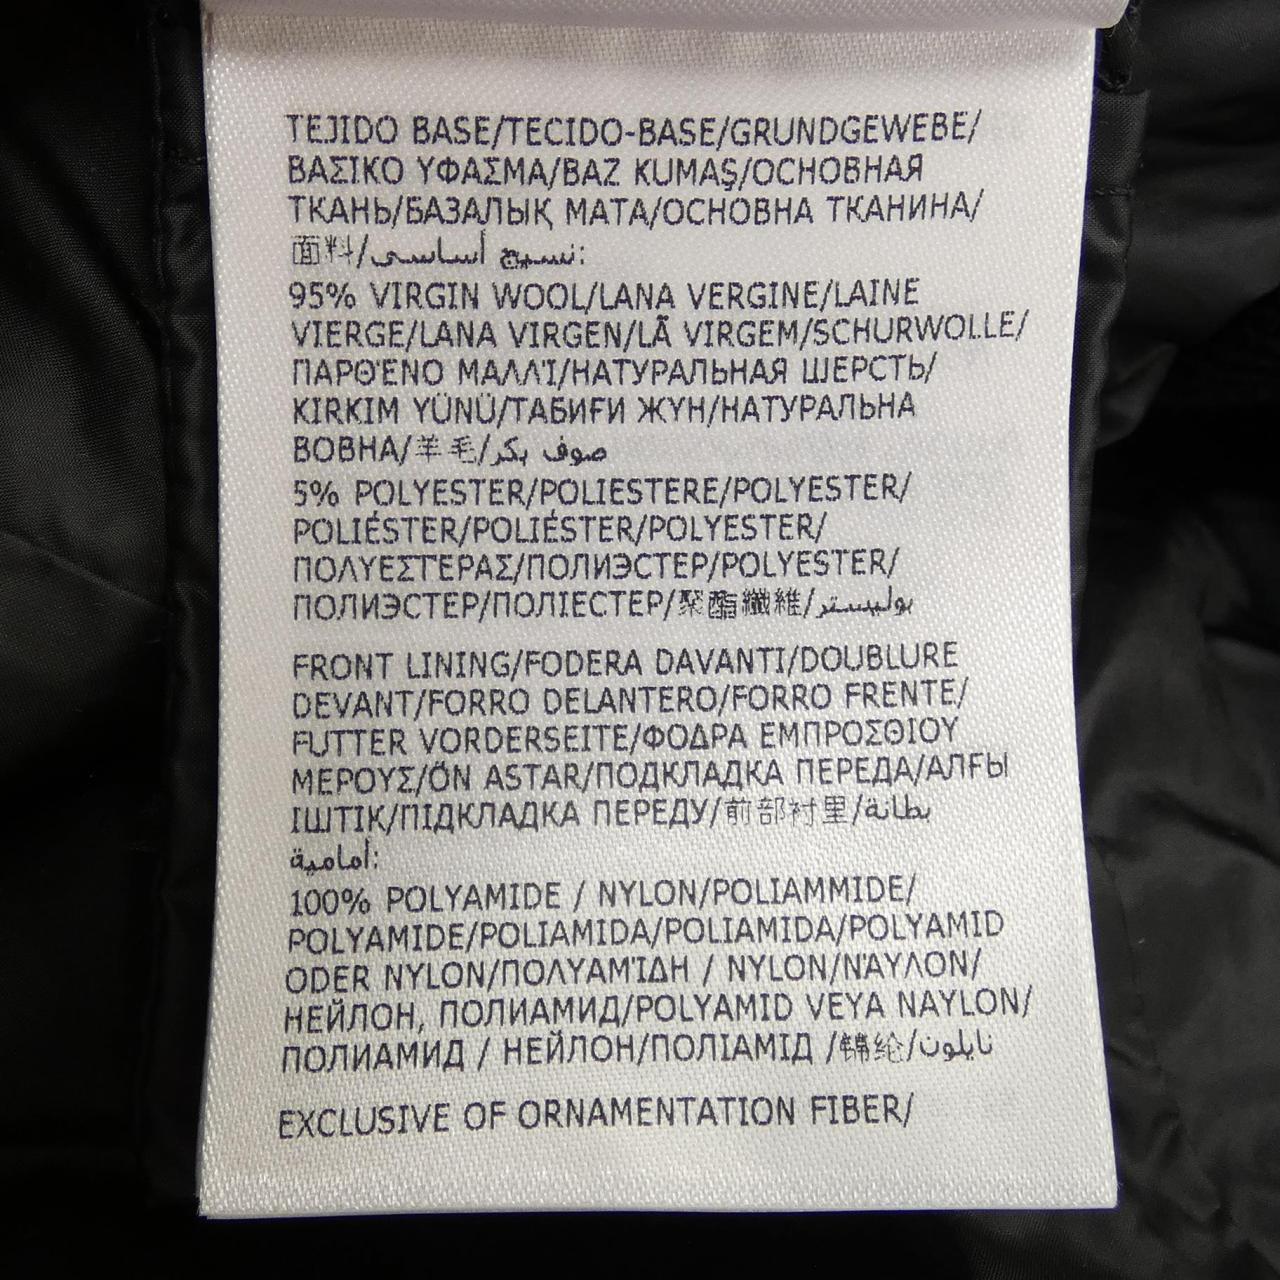 TEJIDO BASE/TECIDO-BASE/GRUNDGEWEBE/
ΒΑΣΙΚΟ ΥΦΑΣΜΑ/BAZ KUMAŞ/ОСНОВНАЯ
ТКАНЬ/БАЗАЛЫҚ МАТА/ОСНОВНА ТКАНИНА/
面料/نسيج أساسى:
95% VIRGIN WOOL/LANA VERGINE/LAINE
VIERGE/LANA VIRGEN/LÃ VIRGEM/SCHURWOLLE/
ΠΑΡΘΈΝΟ ΜΑΛΛΊ/НАТУРАЛЬНАЯ ШЕРСТЬ/
KIRKIM YÜNÜ/ТАБИҒИ ЖҮН/НАТУРАЛЬНА
ВОВНА/羊毛/صوف بكر
5% POLYESTER/POLIESTERE/POLYESTER/
POLIÉSTER/POLIÉSTER/POLYESTER/
ΠΟΛΥΕΣΤΕΡΑΣ/ПОЛИЭСТЕР/POLYESTER/
ПОЛИЭСТЕР/ПОЛІЕСТЕР/聚酯纖維/بوليستر
FRONT LINING/FODERA DAVANTI/DOUBLURE
DEVANT/FORRO DELANTERO/FORRO FRENTE/
FUTTER VORDERSEITE/ΦΟΔΡΑ ΕΜΠΡΟΣΘΙΟΥ
ΜΕΡΟΥΣ/ÖN ASTAR/ПОДКЛАДКА ПЕРЕДА/АЛҒЫ
ІШТІК/ПІДКЛАДКА ПЕРЕДУ/前部衬里/بطانة
أمامية:
100% POLYAMIDE / NYLON/POLIAMMIDE/
POLYAMIDE/POLIAMIDA/POLIAMIDA/POLYAMID
ODER NYLON/ΠΟΛΥΑΜΊΔΗ / NYLON/ΝΆΥΛΟΝ/
НЕЙЛОН, ПОЛИАМИД/POLYAMID VEYA NAYLON/
ПОЛИАМИД / НЕЙЛОН/ПОЛІАМІД /锦纶/نايلون
EXCLUSIVE OF ORNAMENTATION FIBER/